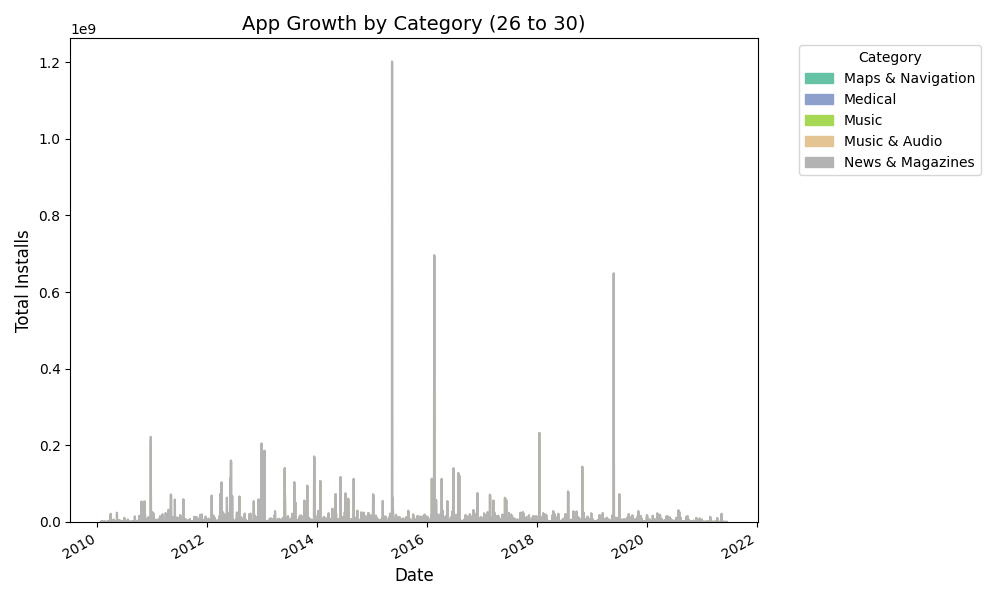 App Growth by Category (26 to 30)
1e9
1.2
1.0
0.8
0.6
0.4
0.2
0.0
Total Installs
2010
2012
2014
2016
2018
2020
2022
Date
Category
Maps & Navigation
Medical
Music
Music & Audio
News & Magazines